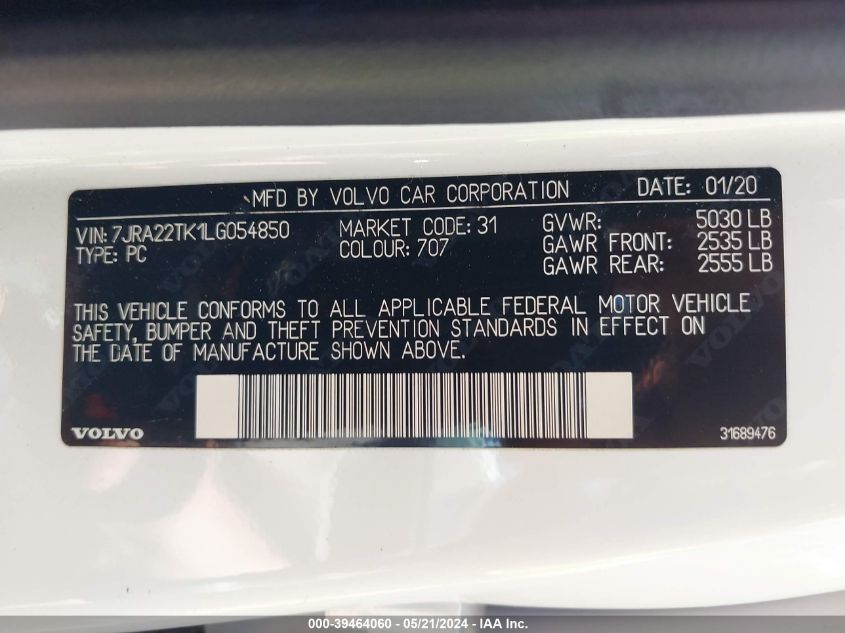 MFD BY VOLVO CAR CORPORATION DATE: 01/20
VIN: 7JRA22TK1LG054850 MARKET CODE: 31 GVWR: 5030 LB
TYPE: PC COLOUR: 707 GAWR FRONT: 2535 LB
GAWR REAR: 2555 LB
THIS VEHICLE CONFORMS TO ALL APPLICABLE FEDERAL MOTOR VEHICLE
SAFETY, BUMPER AND THEFT PREVENTION STANDARDS IN EFFECT ON
THE DATE OF MANUFACTURE SHOWN ABOVE.
VOLVO 31689476
000-39464060 - 05/21/2024 - IAA Inc.